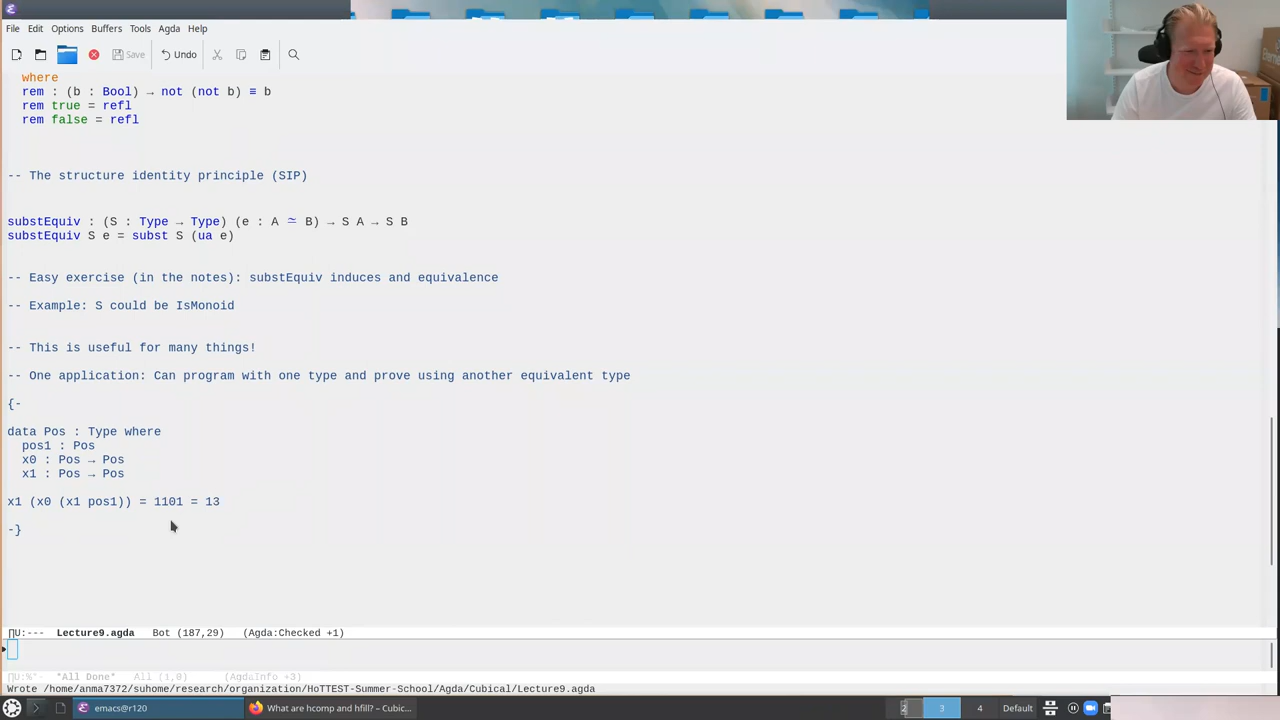 File Edit Options Buffers Tools Agda Help
Save Undo
where
rem : (b : Bool) → not (not b) ≡ b
rem true = refl
rem false = refl
-- The structure identity principle (SIP)
substEquiv : (S : Type → Type) (e : A ≃ B) → S A → S B
substEquiv S e = subst S (ua e)
-- Easy exercise (in the notes): substEquiv induces and equivalence
-- Example: S could be IsMonoid
-- This is useful for many things!
-- One application: Can program with one type and prove using another equivalent type
{-
data Pos : Type where
pos1 : Pos
x0 : Pos → Pos
x1 : Pos → Pos
x1 (x0 (x1 pos1)) = 1101 = 13
-}
∏U:--- Lecture9.agda Bot (187,29) (Agda:Checked +1)
∏U:%*- *All Done* All (1,0) (AgdaInfo +3)
Wrote /home/anma7372/suhome/research/organization/HoTTEST-Summer-School/Agda/Cubical/Lecture9.agda
emacs@r120 What are hcomp and hfill? – Cubic... 2 3 4 Default